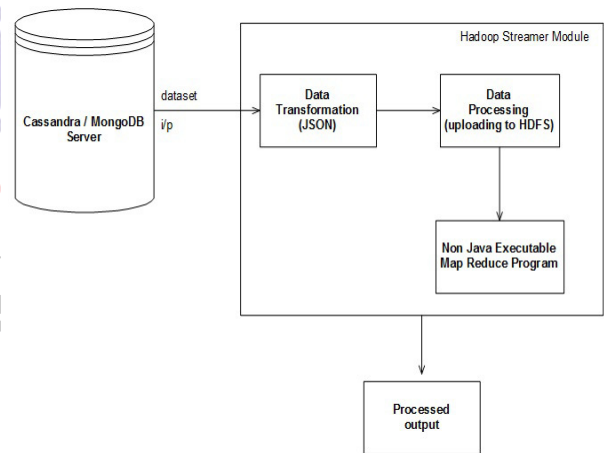 Hadoop Streamer Module
Cassandra / MongoDB
Server
dataset
i/p
Data
Transformation
(JSON)
Data
Processing
(uploading to HDFS)
Non Java Executable
Map Reduce Program
Processed
output